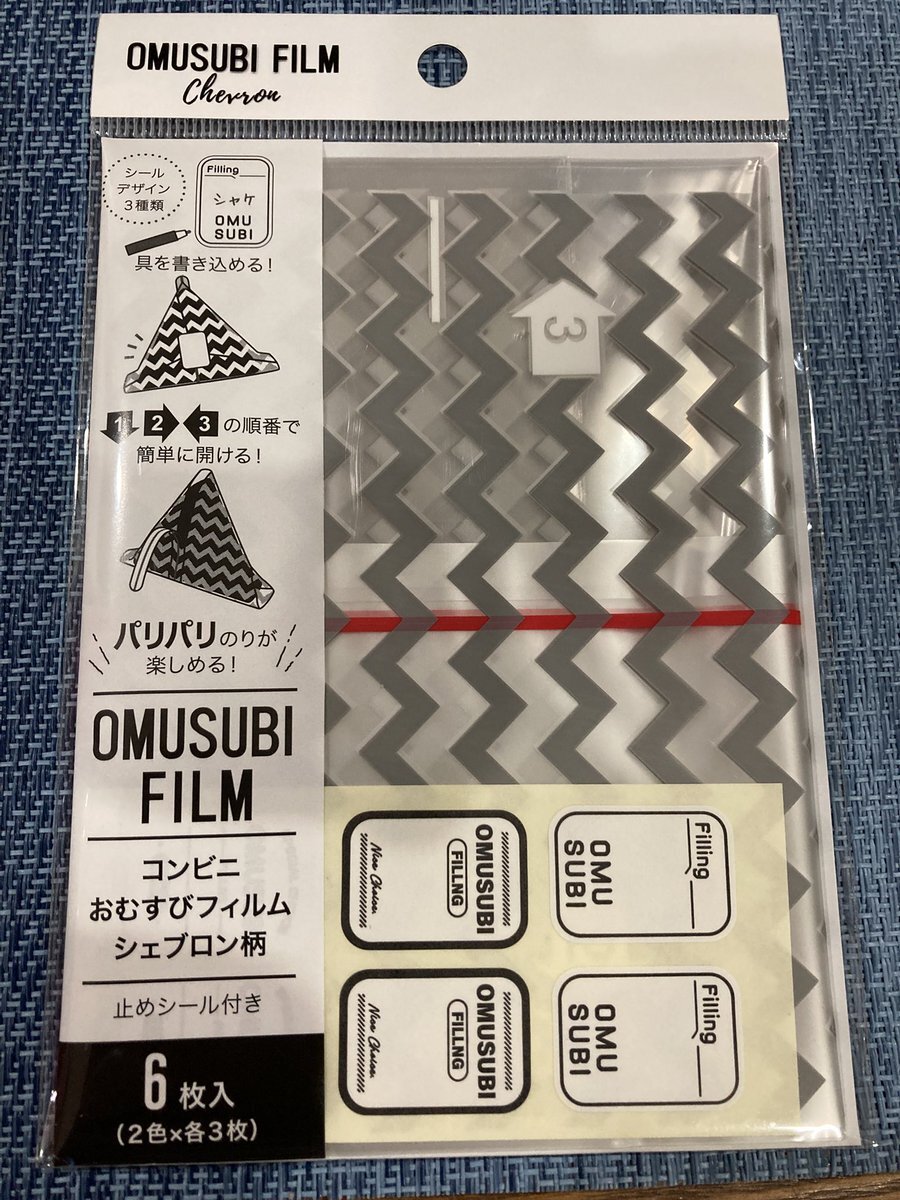 OMUSUBI FILM
Chevron
シール
デザイン
3種類
Filling
シャケ
OMU
SUBI
具を書き込める!
1 2 3 の順番で
簡単に開ける!
パリパリのりが
楽しめる!
OMUSUBI
FILM
コンビニ
おむすびフィルム
シェブロン柄
止めシール付き
6枚入
(2色×各3枚)
3
OMUSUBI
FILLNG
Nice Choice.
Filling
OMU
SUBI
OMUSUBI
FILLNG
Nice Choice.
Filling
OMU
SUBI